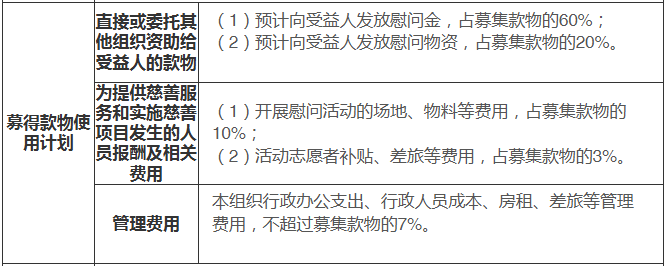 募得款物使
用计划
直接或委托其
他组织资助给
受益人的款物
（1）预计向受益人发放慰问金，占募集款物的60%；
（2）预计向受益人发放慰问物资，占募集款物的20%。
为提供慈善服
务和实施慈善
项目发生的人
员报酬及相关
费用
（1）开展慰问活动的场地、物料等费用，占募集款物的
10%；
（2）活动志愿者补贴、差旅等费用，占募集款物的3%。
管理费用
本组织行政办公支出、行政人员成本、房租、差旅等管理
费用，不超过募集款物的7%。